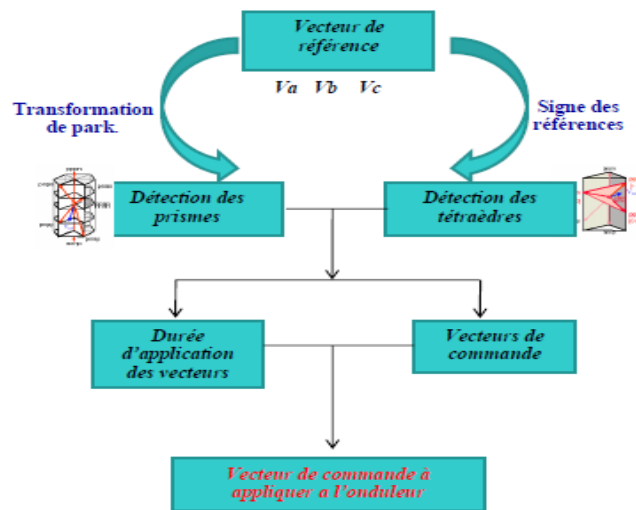 Vecteur de
référence
Va Vb Vc
Transformation
de park.
Signe des
références
Détection des
prismes
Détection des
tétraèdres
Durée
d'application
des vecteurs
Vecteurs de
commande
Vecteur de commande à
appliquer a l'onduleur